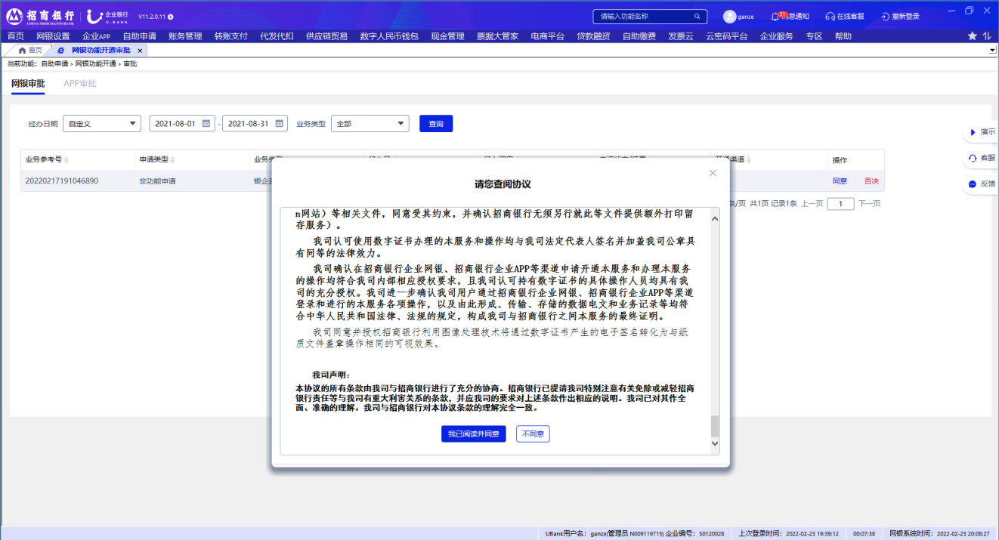 招商银行 企业银行 V11.2.0.11
CHINA MERCHANTS BANK U-BANK
请输入功能名称 ganze 31 消息通知 在线客服 重新登录
首页 网银设置 企业APP 自助申请 账务管理 转账支付 代发代扣 供应链贸易 数字人民币钱包 现金管理 票据大管家 电商平台 贷款融资 自助缴费 发票云 云密码平台 企业服务 专区 帮助
首页 网银功能开通审批 ×
当前功能：自助申请 > 网银功能开通 > 审批
网银审批 APP审批
经办日期 自定义 2021-08-01 - 2021-08-31 业务类型 全部 查询
演示
客服
反馈
业务参考号 申请类型 业务类型 渠道 操作
20220217191046890 非功能申请 银企 同意 否决
条/页 共1页 记录1条 上一页 1 下一页
请您查阅协议
n网站）等相关文件，同意受其约束，并确认招商银行无须另行就此等文件提供额外打印留
存服务）。
我司认可使用数字证书办理的本服务和操作均与我司法定代表人签名并加盖我司公章具
有同等的法律效力。
我司确认在招商银行企业网银、招商银行企业APP等渠道申请开通本服务和办理本服务
的操作均符合我司内部相应授权要求，且我司认可持有数字证书的具体操作人员均具有我
司的充分授权。我司进一步确认我司用户通过招商银行企业网银、招商银行企业APP等渠道
登录和进行的本服务各项操作，以及由此形成、传输、存储的数据电文和业务记录等均符
合中华人民共和国法律、法规的规定，构成我司与招商银行之间本服务的最终证明。
我司同意并授权招商银行利用图像处理技术将通过数字证书产生的电子签名转化为与纸
质文件盖章操作相同的可视效果。
我司声明：
本协议的所有条款由我司与招商银行进行了充分的协商。招商银行已提请我司特别注意有关免除或减轻招商
银行责任等与我司有重大利害关系的条款，并应我司的要求对上述条款作出相应的说明。我司已对其作全
面、准确的理解。我司与招商银行对本协议条款的理解完全一致。
我已阅读并同意 不同意
UBank用户名：ganze(管理员 N009119715) 企业编号：S0120028 上次登录时间：2022-02-23 19:39:12 00:07:38 网银系统时间：2022-02-23 20:08:27